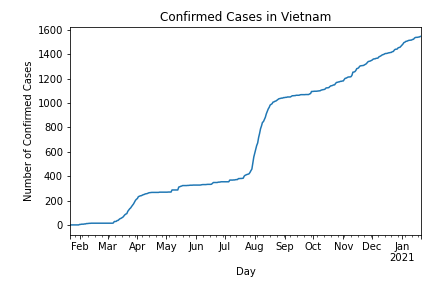 Confirmed Cases in Vietnam
1600
1400
1200
1000
800
600
400
200
0
Number of Confirmed Cases
Feb Mar Apr May Jun Jul Aug Sep Oct Nov Dec Jan
2021
Day